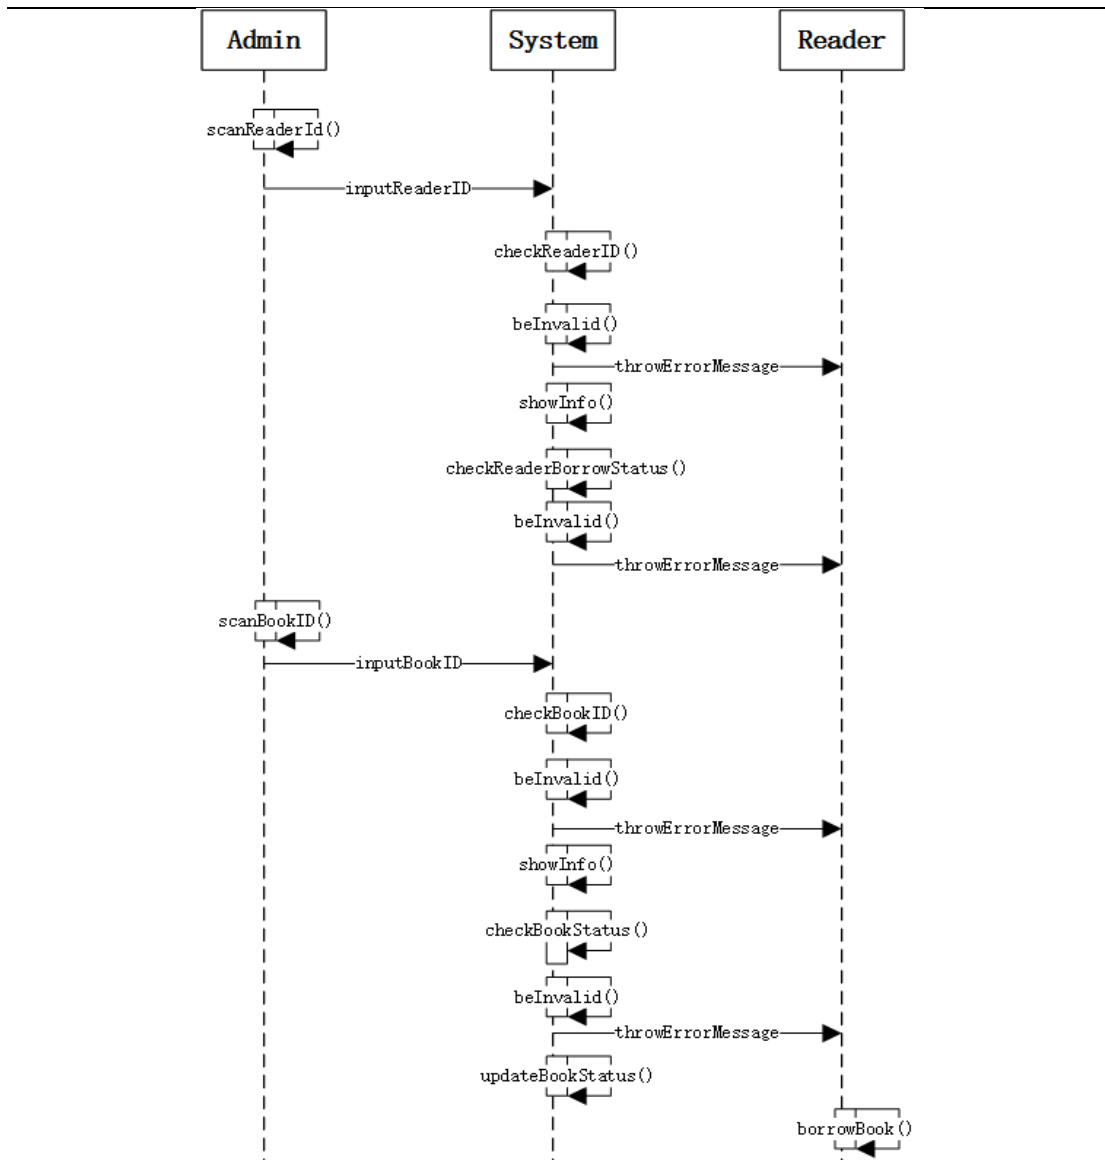 Admin System Reader
scanReaderId()
inputReaderID
checkReaderID()
beInvalid()
throwErrorMessage
showInfo()
checkReaderBorrowStatus()
beInvalid()
throwErrorMessage
scanBookID()
inputBookID
checkBookID()
beInvalid()
throwErrorMessage
showInfo()
checkBookStatus()
beInvalid()
throwErrorMessage
updateBookStatus()
borrowBook()